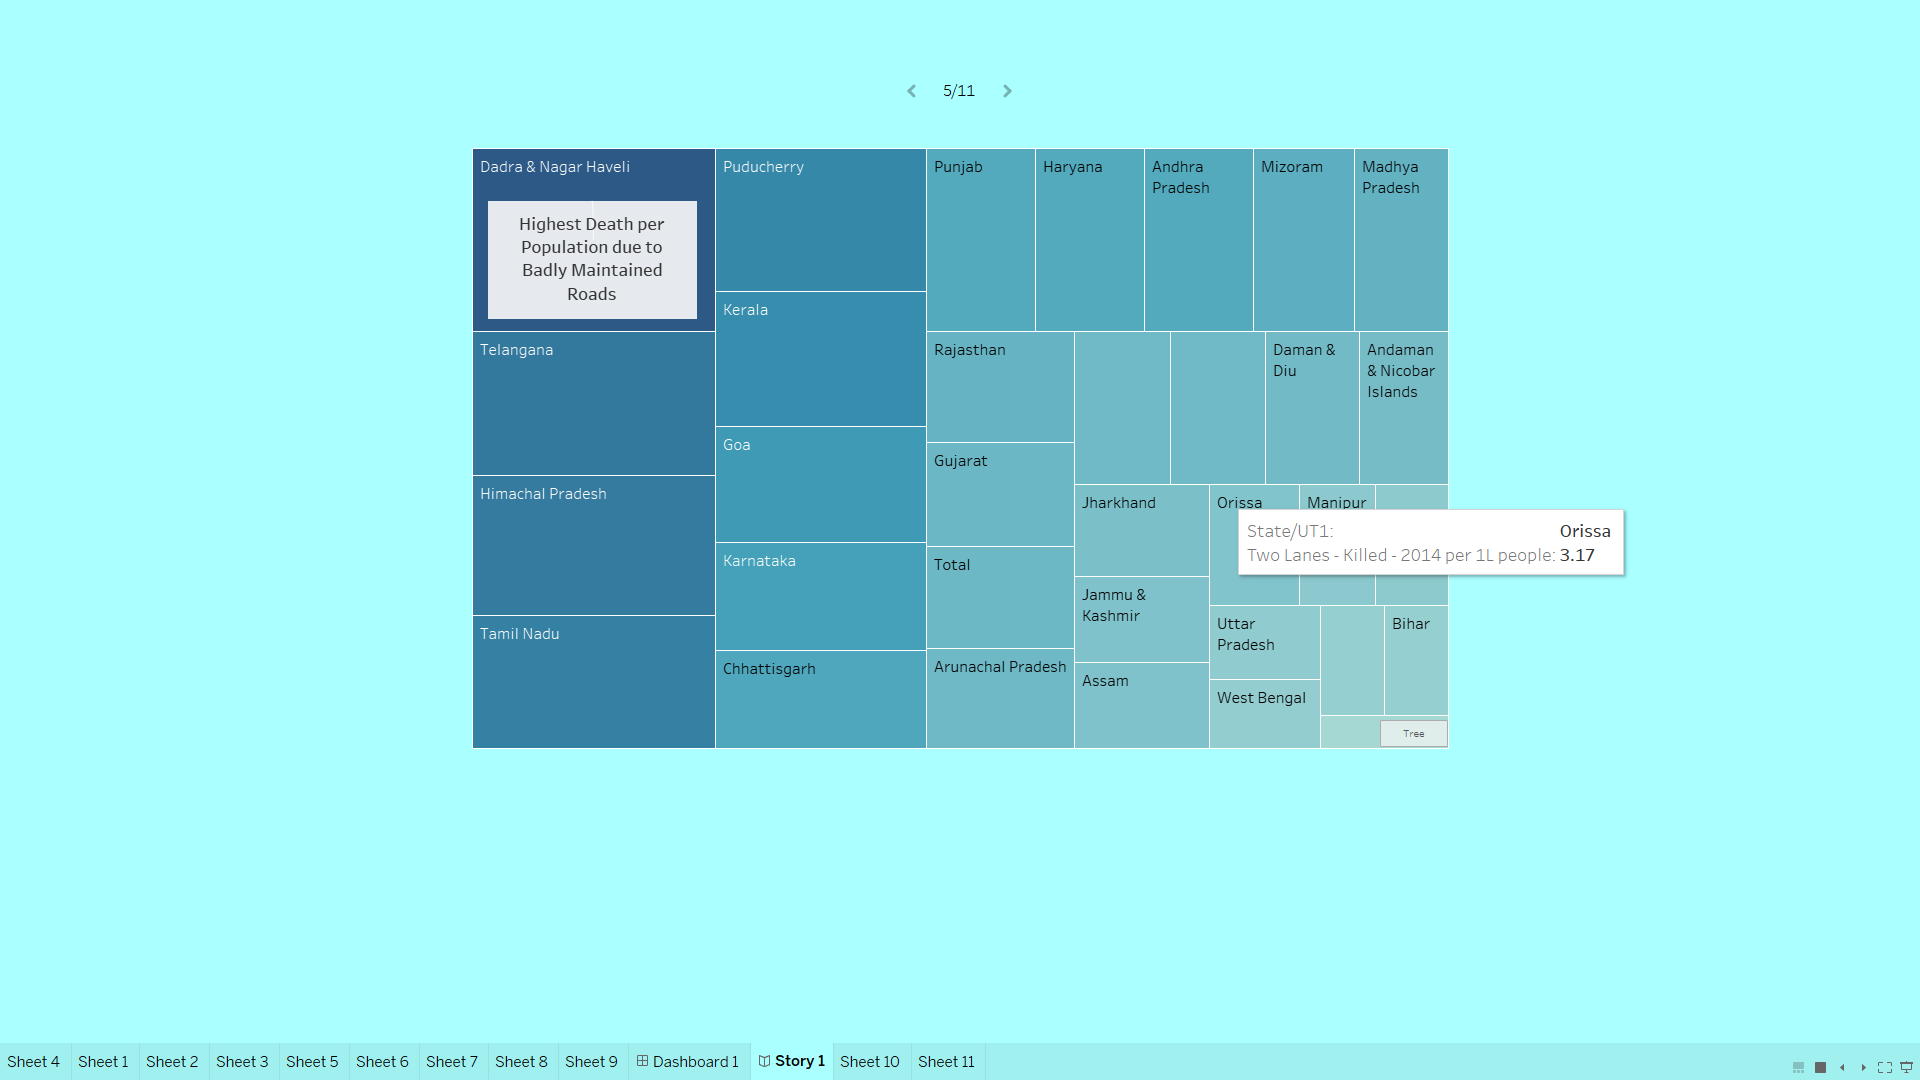 5/11
Dadra & Nagar Haveli
Highest Death per
Population due to
Badly Maintained
Roads
Telangana
Himachal Pradesh
Tamil Nadu
Puducherry
Kerala
Goa
Karnataka
Chhattisgarh
Punjab
Haryana
Andhra
Pradesh
Mizoram
Madhya
Pradesh
Rajasthan
Gujarat
Total
Arunachal Pradesh
Daman &
Diu
Andaman
& Nicobar
Islands
Jharkhand
Jammu &
Kashmir
Assam
Orissa
Manipur
State/UT1: Orissa
Two Lanes - Killed - 2014 per 1L people: 3.17
Uttar
Pradesh
West Bengal
Bihar
Tree
Sheet 4 Sheet 1 Sheet 2 Sheet 3 Sheet 5 Sheet 6 Sheet 7 Sheet 8 Sheet 9 Dashboard 1 Story 1 Sheet 10 Sheet 11